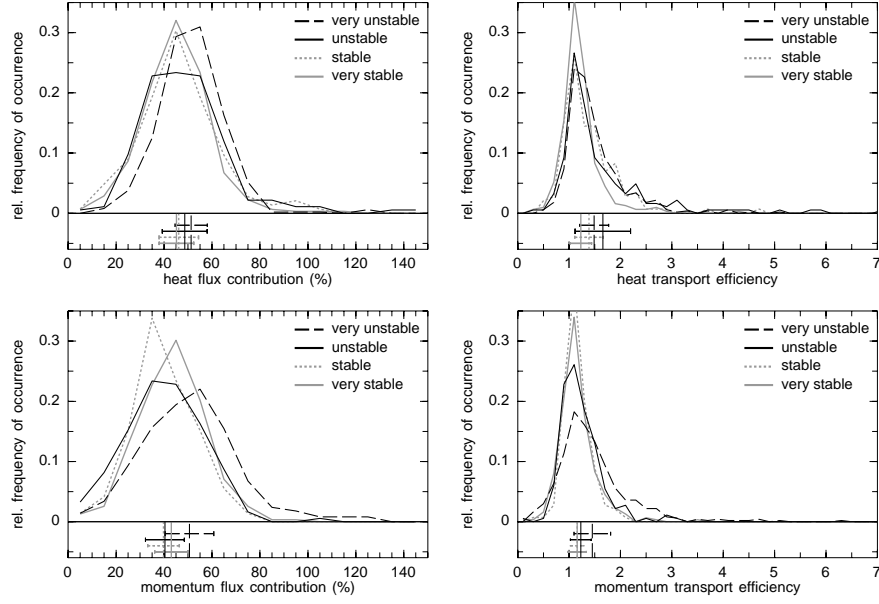 0.3
0.2
0.1
0
rel. frequency of occurrence
very unstable
unstable
stable
very stable
0 20 40 60 80 100 120 140
heat flux contribution (%)
0.3
0.2
0.1
0
rel. frequency of occurrence
very unstable
unstable
stable
very stable
0 1 2 3 4 5 6 7
heat transport efficiency
0.3
0.2
0.1
0
rel. frequency of occurrence
very unstable
unstable
stable
very stable
0 20 40 60 80 100 120 140
momentum flux contribution (%)
0.3
0.2
0.1
0
rel. frequency of occurrence
very unstable
unstable
stable
very stable
0 1 2 3 4 5 6 7
momentum transport efficiency